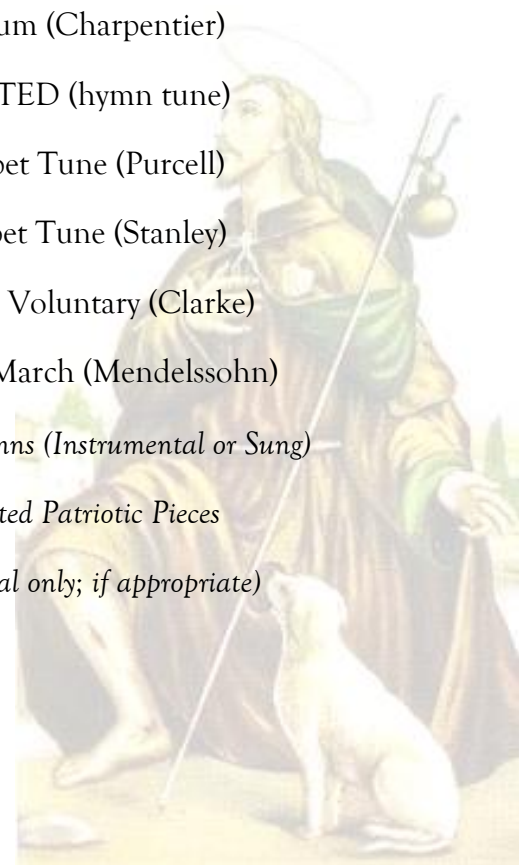 um (Charpentier)
TED (hymn tune)
pet Tune (Purcell)
pet Tune (Stanley)
Voluntary (Clarke)
March (Mendelssohn)
nns (Instrumental or Sung)
ted Patriotic Pieces
al only; if appropriate)